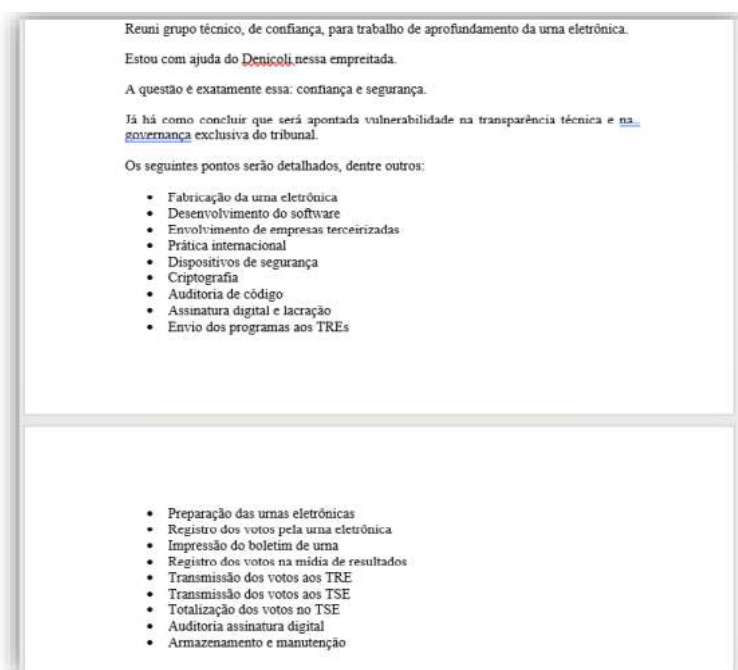 Reuni grupo técnico, de confiança, para trabalho de aprofundamento da urna eletrônica.
Estou com ajuda do Denicoli nessa empreitada.
A questão é exatamente essa: confiança e segurança.
Já há como concluir que será apontada vulnerabilidade na transparência técnica e na
governança exclusiva do tribunal.
Os seguintes pontos serão detalhados, dentre outros:
• Fabricação da urna eletrônica
• Desenvolvimento do software
• Envolvimento de empresas terceirizadas
• Prática internacional
• Dispositivos de segurança
• Criptografia
• Auditoria de código
• Assinatura digital e lacração
• Envio dos programas aos TREs
• Preparação das urnas eletrônicas
• Registro dos votos pela urna eletrônica
• Impressão do boletim de urna
• Registro dos votos na mídia de resultados
• Transmissão dos votos aos TRE
• Transmissão dos votos aos TSE
• Totalização dos votos no TSE
• Auditoria assinatura digital
• Armazenamento e manutenção